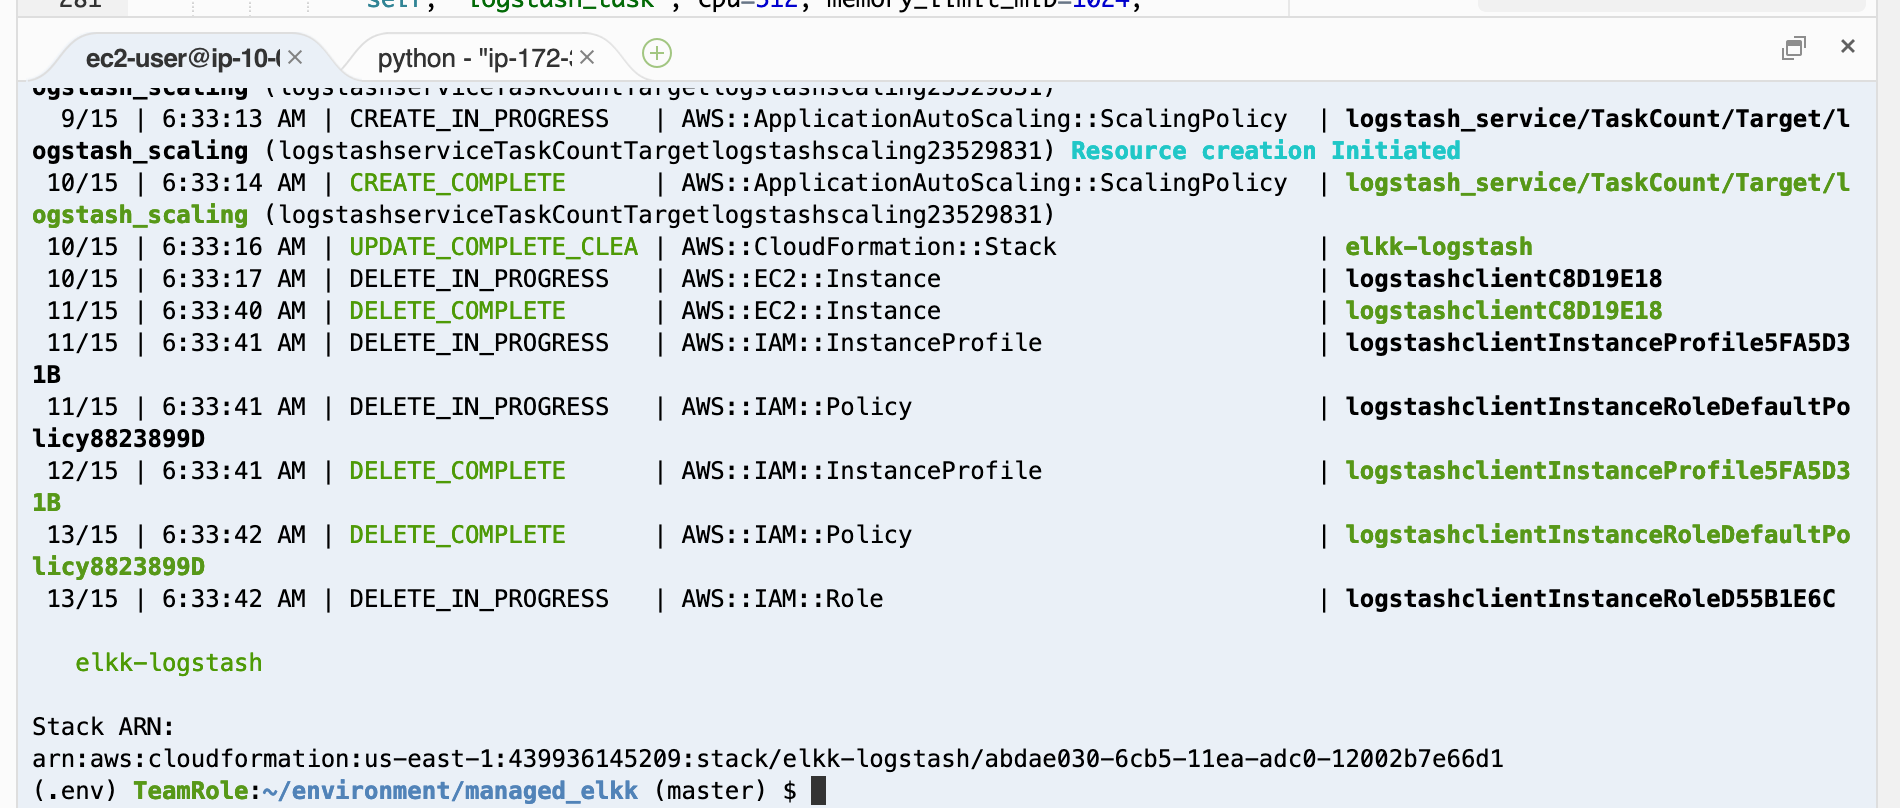 281 self, "logstash_task", cpu=512, memory_limit_mib=1024,
ec2-user@ip-10- python - "ip-172-
ogstash_scaling (logstashserviceTaskCountTargetlogstashscaling23529831)
9/15 | 6:33:13 AM | CREATE_IN_PROGRESS | AWS::ApplicationAutoScaling::ScalingPolicy | logstash_service/TaskCount/Target/l
ogstash_scaling (logstashserviceTaskCountTargetlogstashscaling23529831) Resource creation Initiated
10/15 | 6:33:14 AM | CREATE_COMPLETE | AWS::ApplicationAutoScaling::ScalingPolicy | logstash_service/TaskCount/Target/l
ogstash_scaling (logstashserviceTaskCountTargetlogstashscaling23529831)
10/15 | 6:33:16 AM | UPDATE_COMPLETE_CLEA | AWS::CloudFormation::Stack | elkk-logstash
10/15 | 6:33:17 AM | DELETE_IN_PROGRESS | AWS::EC2::Instance | logstashclientC8D19E18
11/15 | 6:33:40 AM | DELETE_COMPLETE | AWS::EC2::Instance | logstashclientC8D19E18
11/15 | 6:33:41 AM | DELETE_IN_PROGRESS | AWS::IAM::InstanceProfile | logstashclientInstanceProfile5FA5D3
1B
11/15 | 6:33:41 AM | DELETE_IN_PROGRESS | AWS::IAM::Policy | logstashclientInstanceRoleDefaultPo
licy8823899D
12/15 | 6:33:41 AM | DELETE_COMPLETE | AWS::IAM::InstanceProfile | logstashclientInstanceProfile5FA5D3
1B
13/15 | 6:33:42 AM | DELETE_COMPLETE | AWS::IAM::Policy | logstashclientInstanceRoleDefaultPo
licy8823899D
13/15 | 6:33:42 AM | DELETE_IN_PROGRESS | AWS::IAM::Role | logstashclientInstanceRoleD55B1E6C
elkk-logstash
Stack ARN:
arn:aws:cloudformation:us-east-1:439936145209:stack/elkk-logstash/abdae030-6cb5-11ea-adc0-12002b7e66d1
(.env) TeamRole:~/environment/managed_elkk (master) $